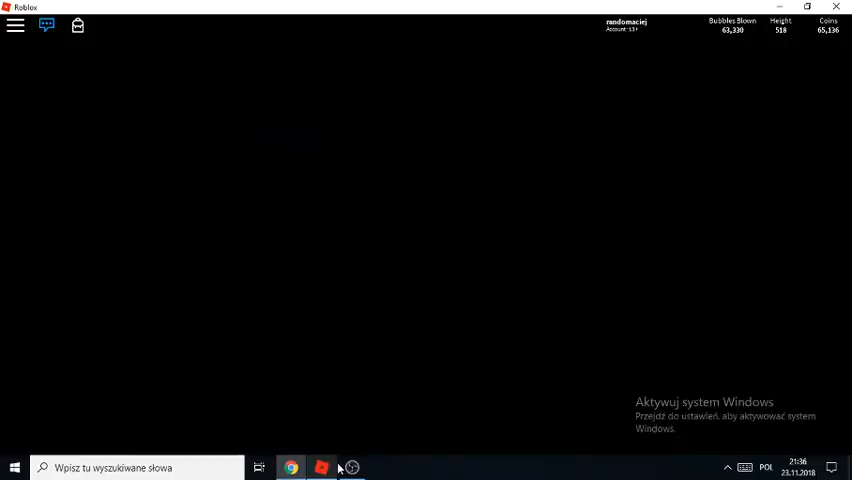 Roblox
randomaciej
Account: 13+
Bubbles Blown
63,330
Height
518
Coins
65,136
Aktywuj system Windows
Przejdź do ustawień, aby aktywować system
Windows.
Wpisz tu wyszukiwane słowa
POL
21:36
23.11.2018